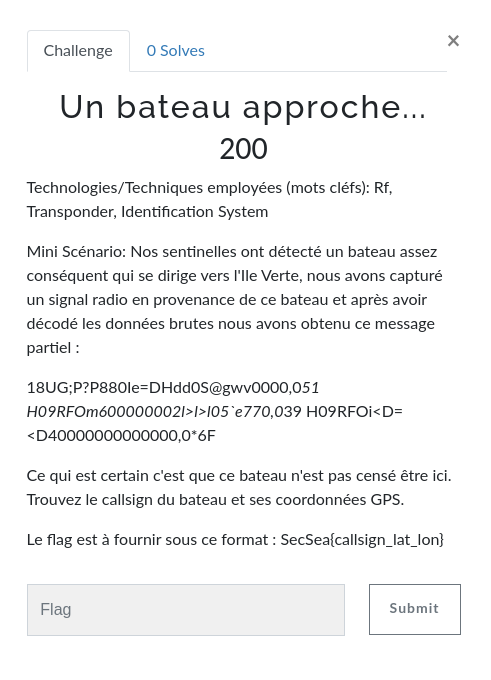 Challenge
0 Solves
×
Un bateau approche...
200
Technologies/Techniques employées (mots cléfs): Rf,
Transponder, Identification System
Mini Scénario: Nos sentinelles ont détecté un bateau assez
conséquent qui se dirige vers l'Ile Verte, nous avons capturé
un signal radio en provenance de ce bateau et après avoir
décodé les données brutes nous avons obtenu ce message
partiel :
18UG;P?P880Ie=DHdd0S@gwv0000,051
H09RFOm600000002I>I>I05`e770,039 H09RFOi<D=
<D40000000000000,0*6F
Ce qui est certain c'est que ce bateau n'est pas censé être ici.
Trouvez le callsign du bateau et ses coordonnées GPS.
Le flag est à fournir sous ce format : SecSea{callsign_lat_lon}
Flag
Submit